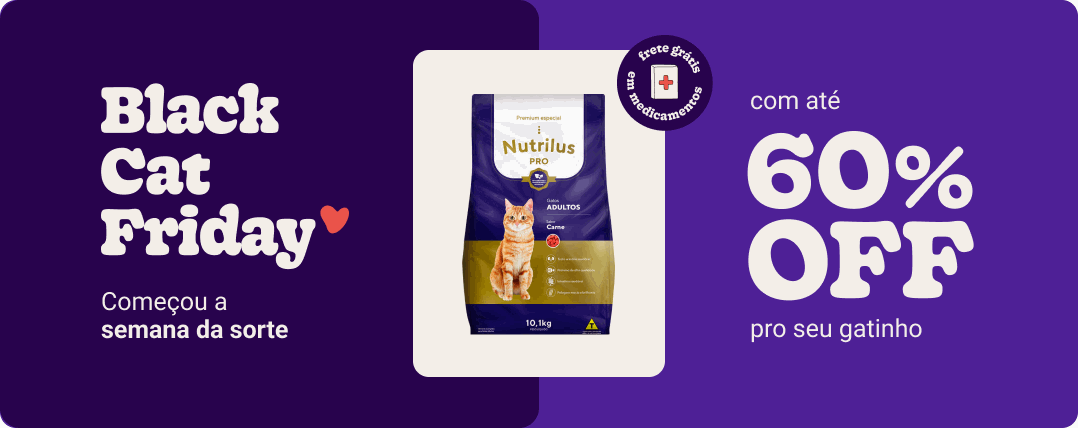 Black
Cat
Friday
Começou a
semana da sorte
frete grátis
em medicamentos
Premium especial
Nutrilus
PRO
Gatos
ADULTOS
Sabor
Carne
10,1kg
T
com até
60%
OFF
pro seu gatinho